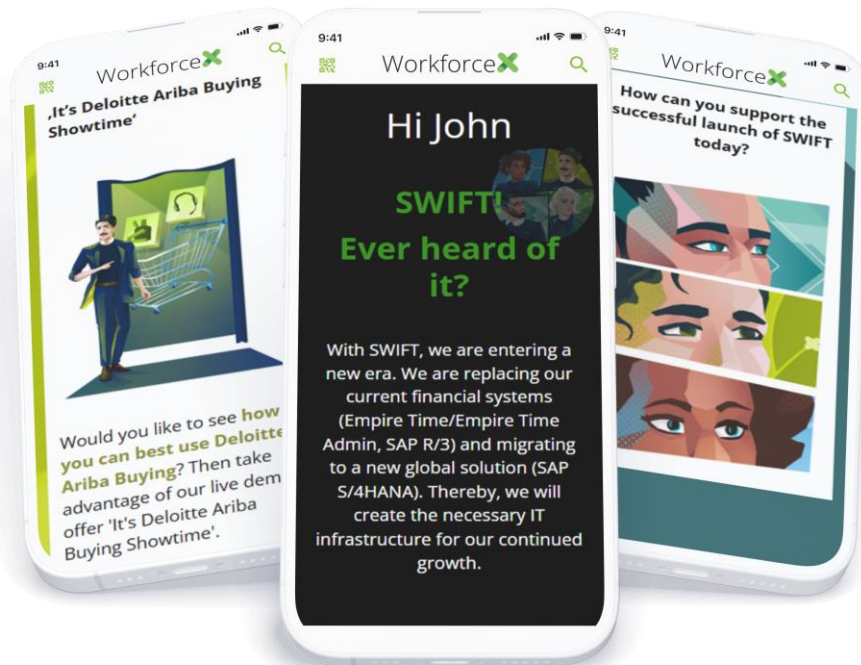 9:41
WorkforceX
‚It's Deloitte Ariba Buying
Showtime'
Would you like to see how
you can best use Deloitte
Ariba Buying? Then take
advantage of our live dem
offer 'It's Deloitte Ariba
Buying Showtime'.
9:41
WorkforceX
Hi John
SWIFT!
Ever heard of
it?
With SWIFT, we are entering a
new era. We are replacing our
current financial systems
(Empire Time/Empire Time
Admin, SAP R/3) and migrating
to a new global solution (SAP
S/4HANA). Thereby, we will
create the necessary IT
infrastructure for our continued
growth.
9:41
WorkforceX
How can you support the
successful launch of SWIFT
today?